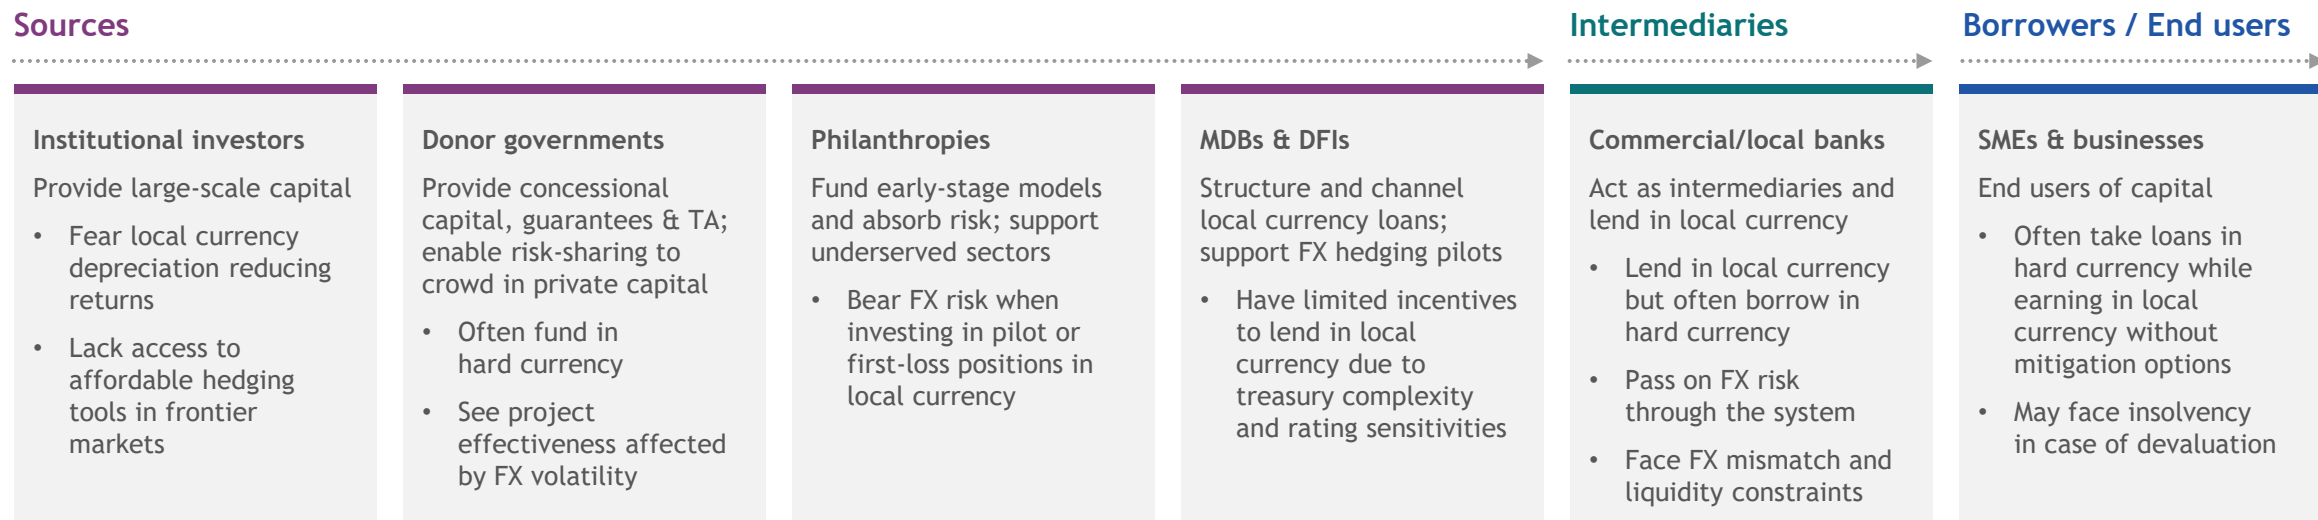 Sources
Intermediaries
Borrowers / End users
Institutional investors
Provide large-scale capital
• Fear local currency
depreciation reducing
returns
• Lack access to
affordable hedging
tools in frontier
markets
Donor governments
Provide concessional
capital, guarantees & TA;
enable risk-sharing to
crowd in private capital
• Often fund in
hard currency
• See project
effectiveness affected
by FX volatility
Philanthropies
Fund early-stage models
and absorb risk; support
underserved sectors
• Bear FX risk when
investing in pilot or
first-loss positions in
local currency
MDBs & DFIs
Structure and channel
local currency loans;
support FX hedging pilots
• Have limited incentives
to lend in local
currency due to
treasury complexity
and rating sensitivities
Commercial/local banks
Act as intermediaries and
lend in local currency
• Lend in local currency
but often borrow in
hard currency
• Pass on FX risk
through the system
• Face FX mismatch and
liquidity constraints
SMEs & businesses
End users of capital
• Often take loans in
hard currency while
earning in local
currency without
mitigation options
• May face insolvency
in case of devaluation